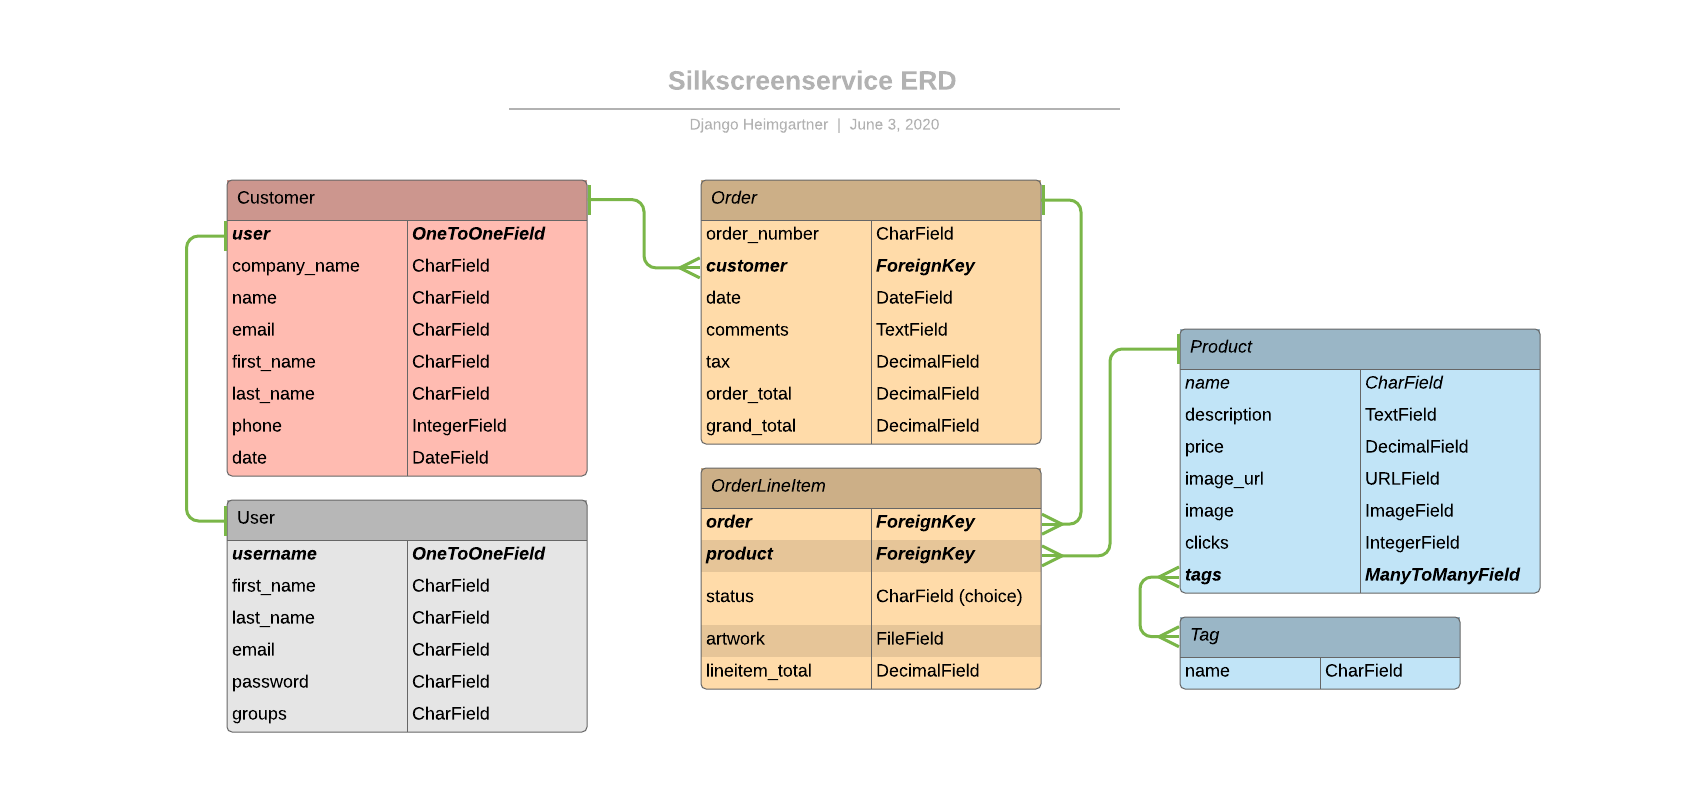 Silkscreenservice ERD
Django Heimgartner | June 3, 2020
Customer
user OneToOneField
company_name CharField
name CharField
email CharField
first_name CharField
last_name CharField
phone IntegerField
date DateField
User
username OneToOneField
first_name CharField
last_name CharField
email CharField
password CharField
groups CharField
Order
order_number CharField
customer ForeignKey
date DateField
comments TextField
tax DecimalField
order_total DecimalField
grand_total DecimalField
OrderLineItem
order ForeignKey
product ForeignKey
status CharField (choice)
artwork FileField
lineitem_total DecimalField
Product
name CharField
description TextField
price DecimalField
image_url URLField
image ImageField
clicks IntegerField
tags ManyToManyField
Tag
name CharField